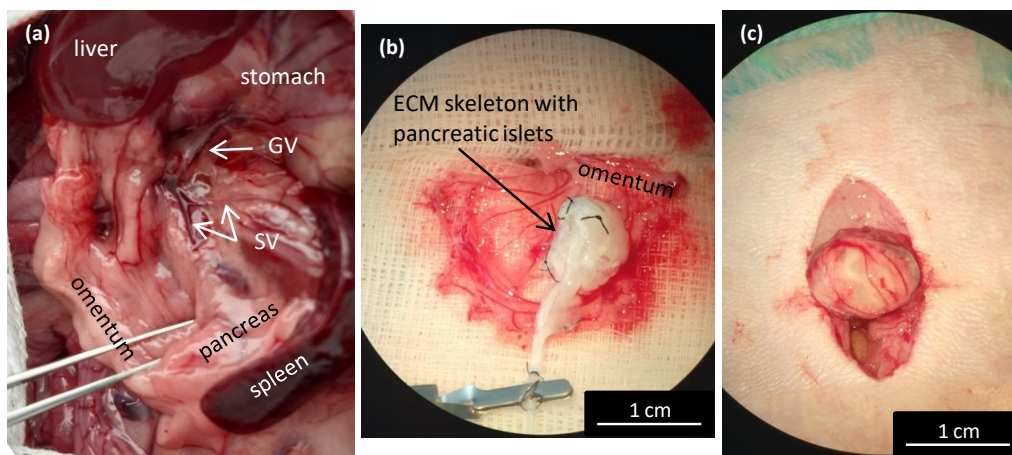 (a)
liver
stomach
GV
SV
omentum
pancreas
spleen
(b)
ECM skeleton with
pancreatic islets
omentum
1 cm
(c)
1 cm